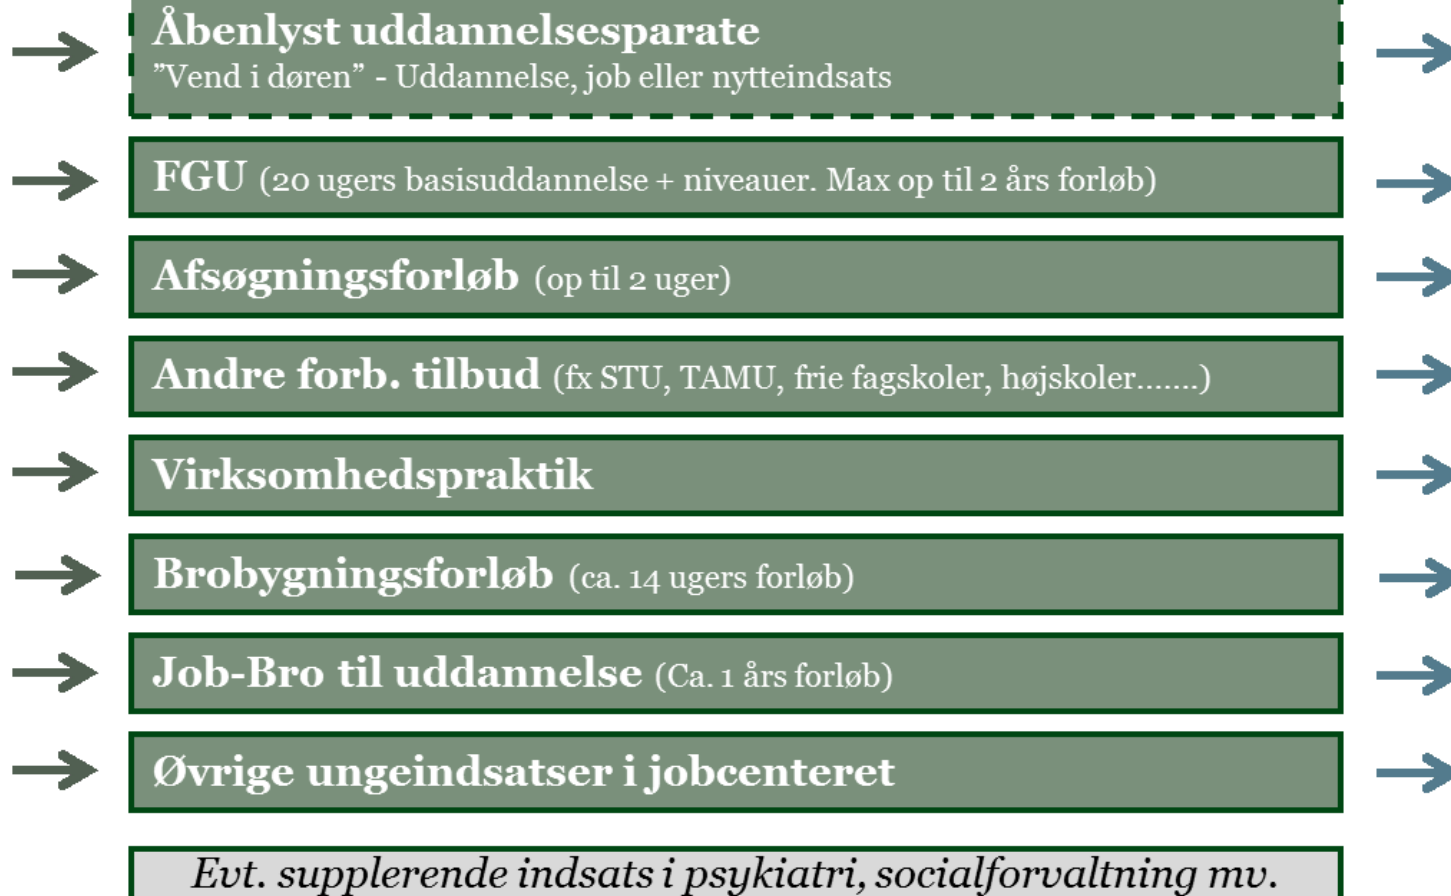 Åbenlyst uddannelsesparate
”Vend i døren” - Uddannelse, job eller nytteindsats
FGU (20 ugers basisuddannelse + niveauer. Max op til 2 års forløb)
Afsøgningsforløb (op til 2 uger)
Andre forb. tilbud (fx STU, TAMU, frie fagskoler, højskoler…….)
Virksomhedspraktik
Brobygningsforløb (ca. 14 ugers forløb)
Job-Bro til uddannelse (Ca. 1 års forløb)
Øvrige ungeindsatser i jobcenteret
Evt. supplerende indsats i psykiatri, socialforvaltning mv.